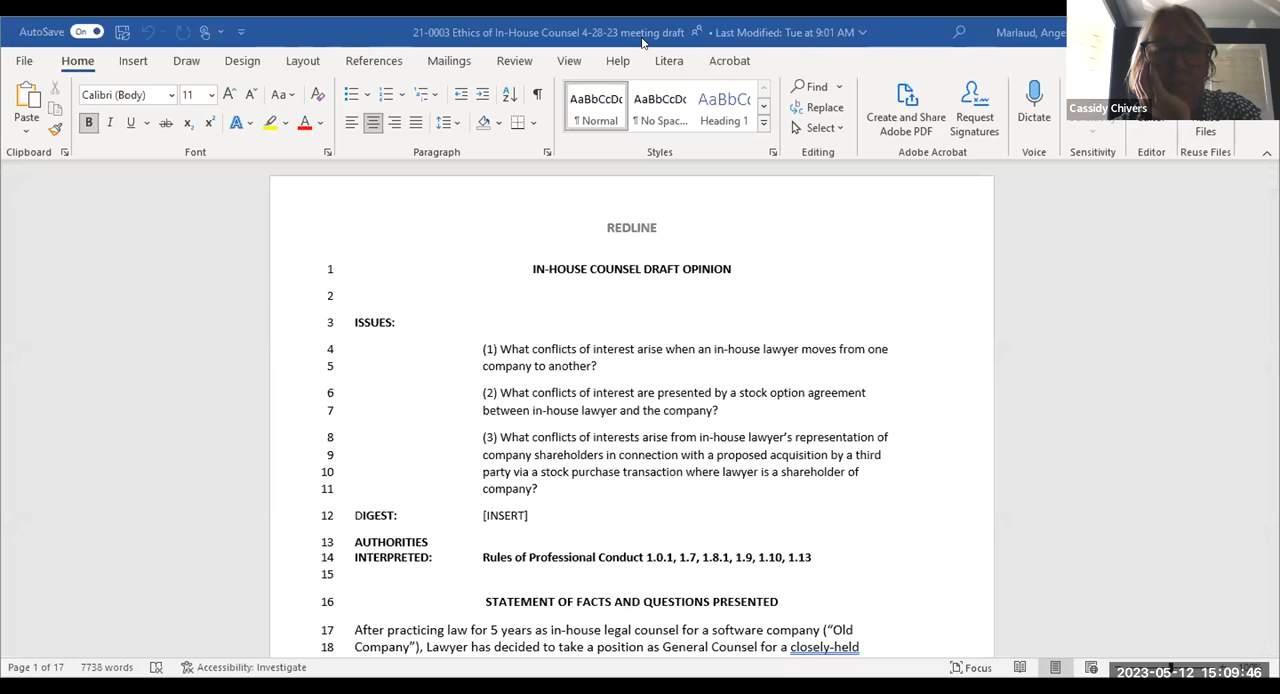 AutoSave On 21-0003 Ethics of In-House Counsel 4-28-23 meeting draft • Last Modified: Tue at 9:01 AM Marlaud, Ange
File Home Insert Draw Design Layout References Mailings Review View Help Litera Acrobat
Cassidy Chivers
Paste
Calibri (Body) 11
AaBbCcDc AaBbCcDc AaBbCc
¶ Normal ¶ No Spac... Heading 1
Find
Replace
Select
Create and Share Adobe PDF
Request Signatures
Dictate
Files
Clipboard Font Paragraph Styles Editing Adobe Acrobat Voice Sensitivity Editor Reuse Files
REDLINE
1 IN-HOUSE COUNSEL DRAFT OPINION
2
3 ISSUES:
4 (1) What conflicts of interest arise when an in-house lawyer moves from one
5 company to another?
6 (2) What conflicts of interest are presented by a stock option agreement
7 between in-house lawyer and the company?
8 (3) What conflicts of interests arise from in-house lawyer's representation of
9 company shareholders in connection with a proposed acquisition by a third
10 party via a stock purchase transaction where lawyer is a shareholder of
11 company?
12 DIGEST: [INSERT]
13 AUTHORITIES
14 INTERPRETED: Rules of Professional Conduct 1.0.1, 1.7, 1.8.1, 1.9, 1.10, 1.13
15
16 STATEMENT OF FACTS AND QUESTIONS PRESENTED
17 After practicing law for 5 years as in-house legal counsel for a software company ("Old
18 Company"), Lawyer has decided to take a position as General Counsel for a closely-held
Page 1 of 17 7738 words Accessibility: Investigate Focus
2023-05-12 15:09:46